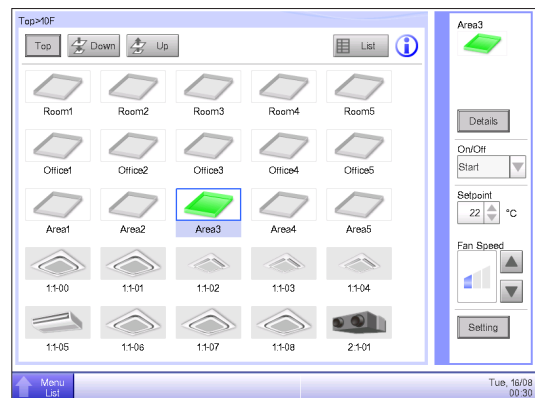 Top>10F
Top Down Up List
Room1 Room2 Room3 Room4 Room5
Office1 Office2 Office3 Office4 Office5
Area1 Area2 Area3 Area4 Area5
1:1-00 1:1-01 1:1-02 1:1-03 1:1-04
1:1-05 1:1-06 1:1-07 1:1-08 2:1-01
Area3
Details
On/Off
Start
Setpoint
22 °C
Fan Speed
Setting
Menu
List
Tue, 16/08
00:30